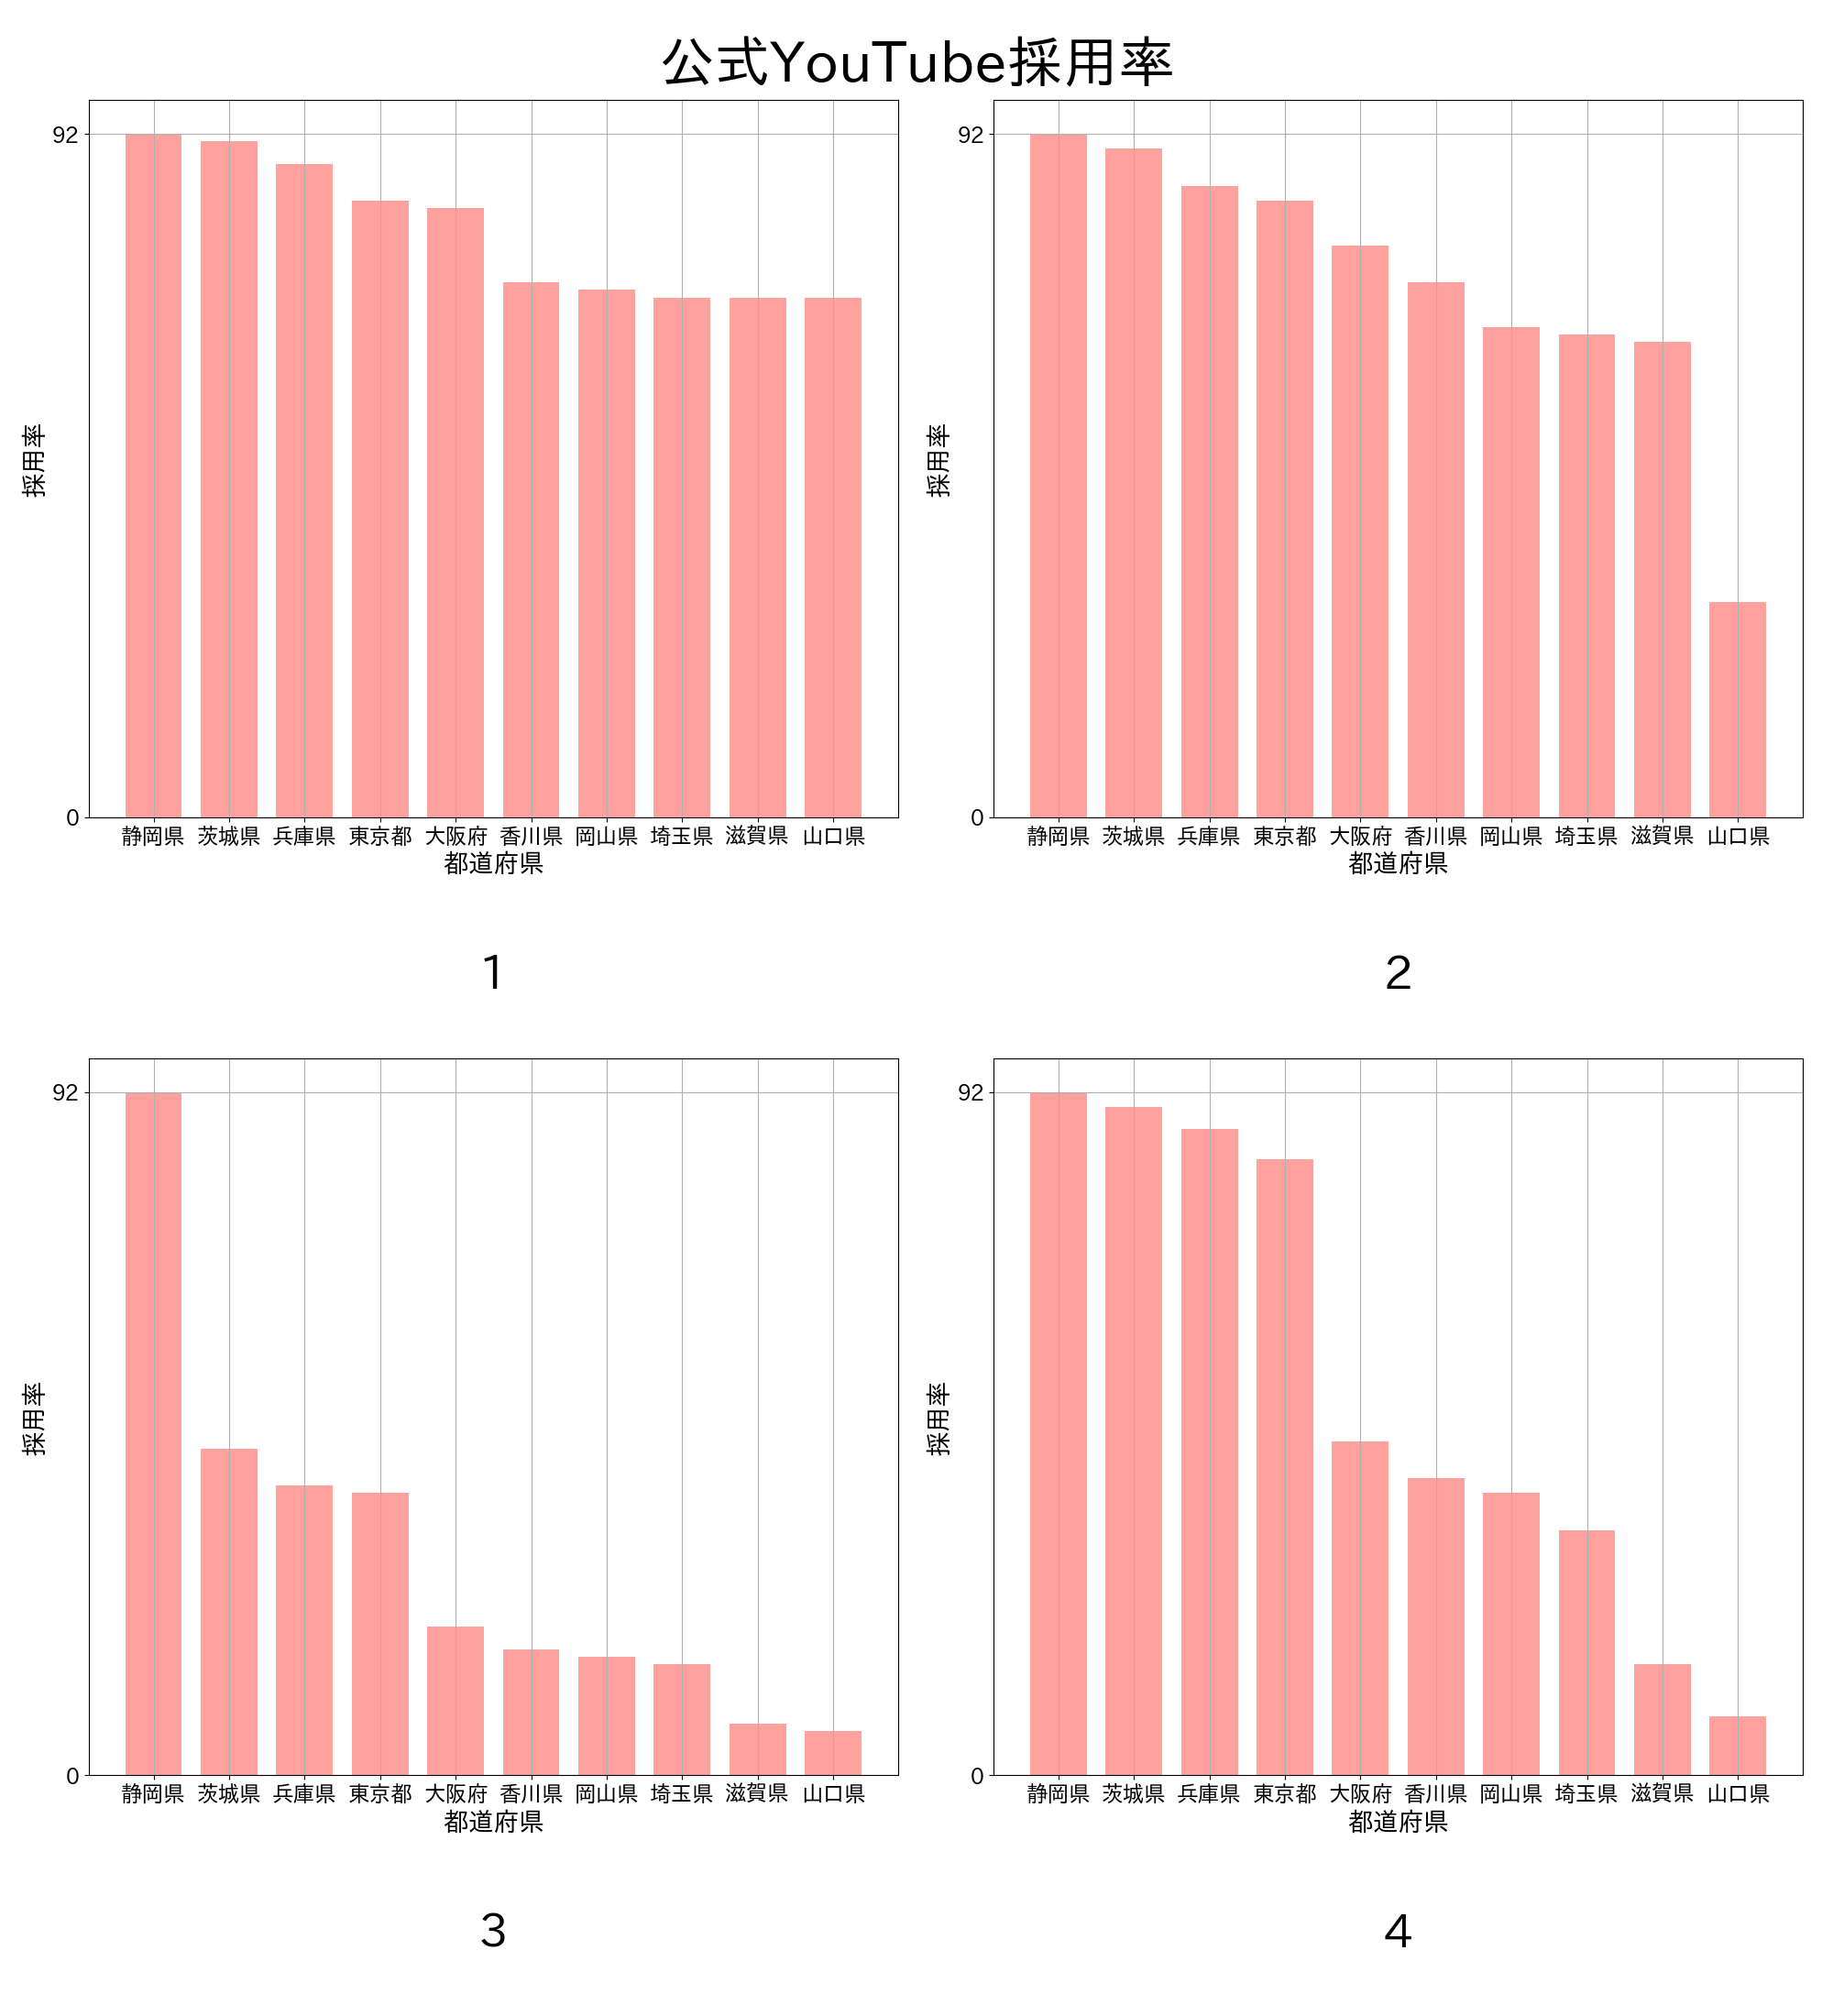 公式YouTube採用率
92
採用率
0
静岡県 茨城県 兵庫県 東京都 大阪府 香川県 岡山県 埼玉県 滋賀県 山口県
都道府県
1
92
採用率
0
静岡県 茨城県 兵庫県 東京都 大阪府 香川県 岡山県 埼玉県 滋賀県 山口県
都道府県
2
92
採用率
0
静岡県 茨城県 兵庫県 東京都 大阪府 香川県 岡山県 埼玉県 滋賀県 山口県
都道府県
3
92
採用率
0
静岡県 茨城県 兵庫県 東京都 大阪府 香川県 岡山県 埼玉県 滋賀県 山口県
都道府県
4